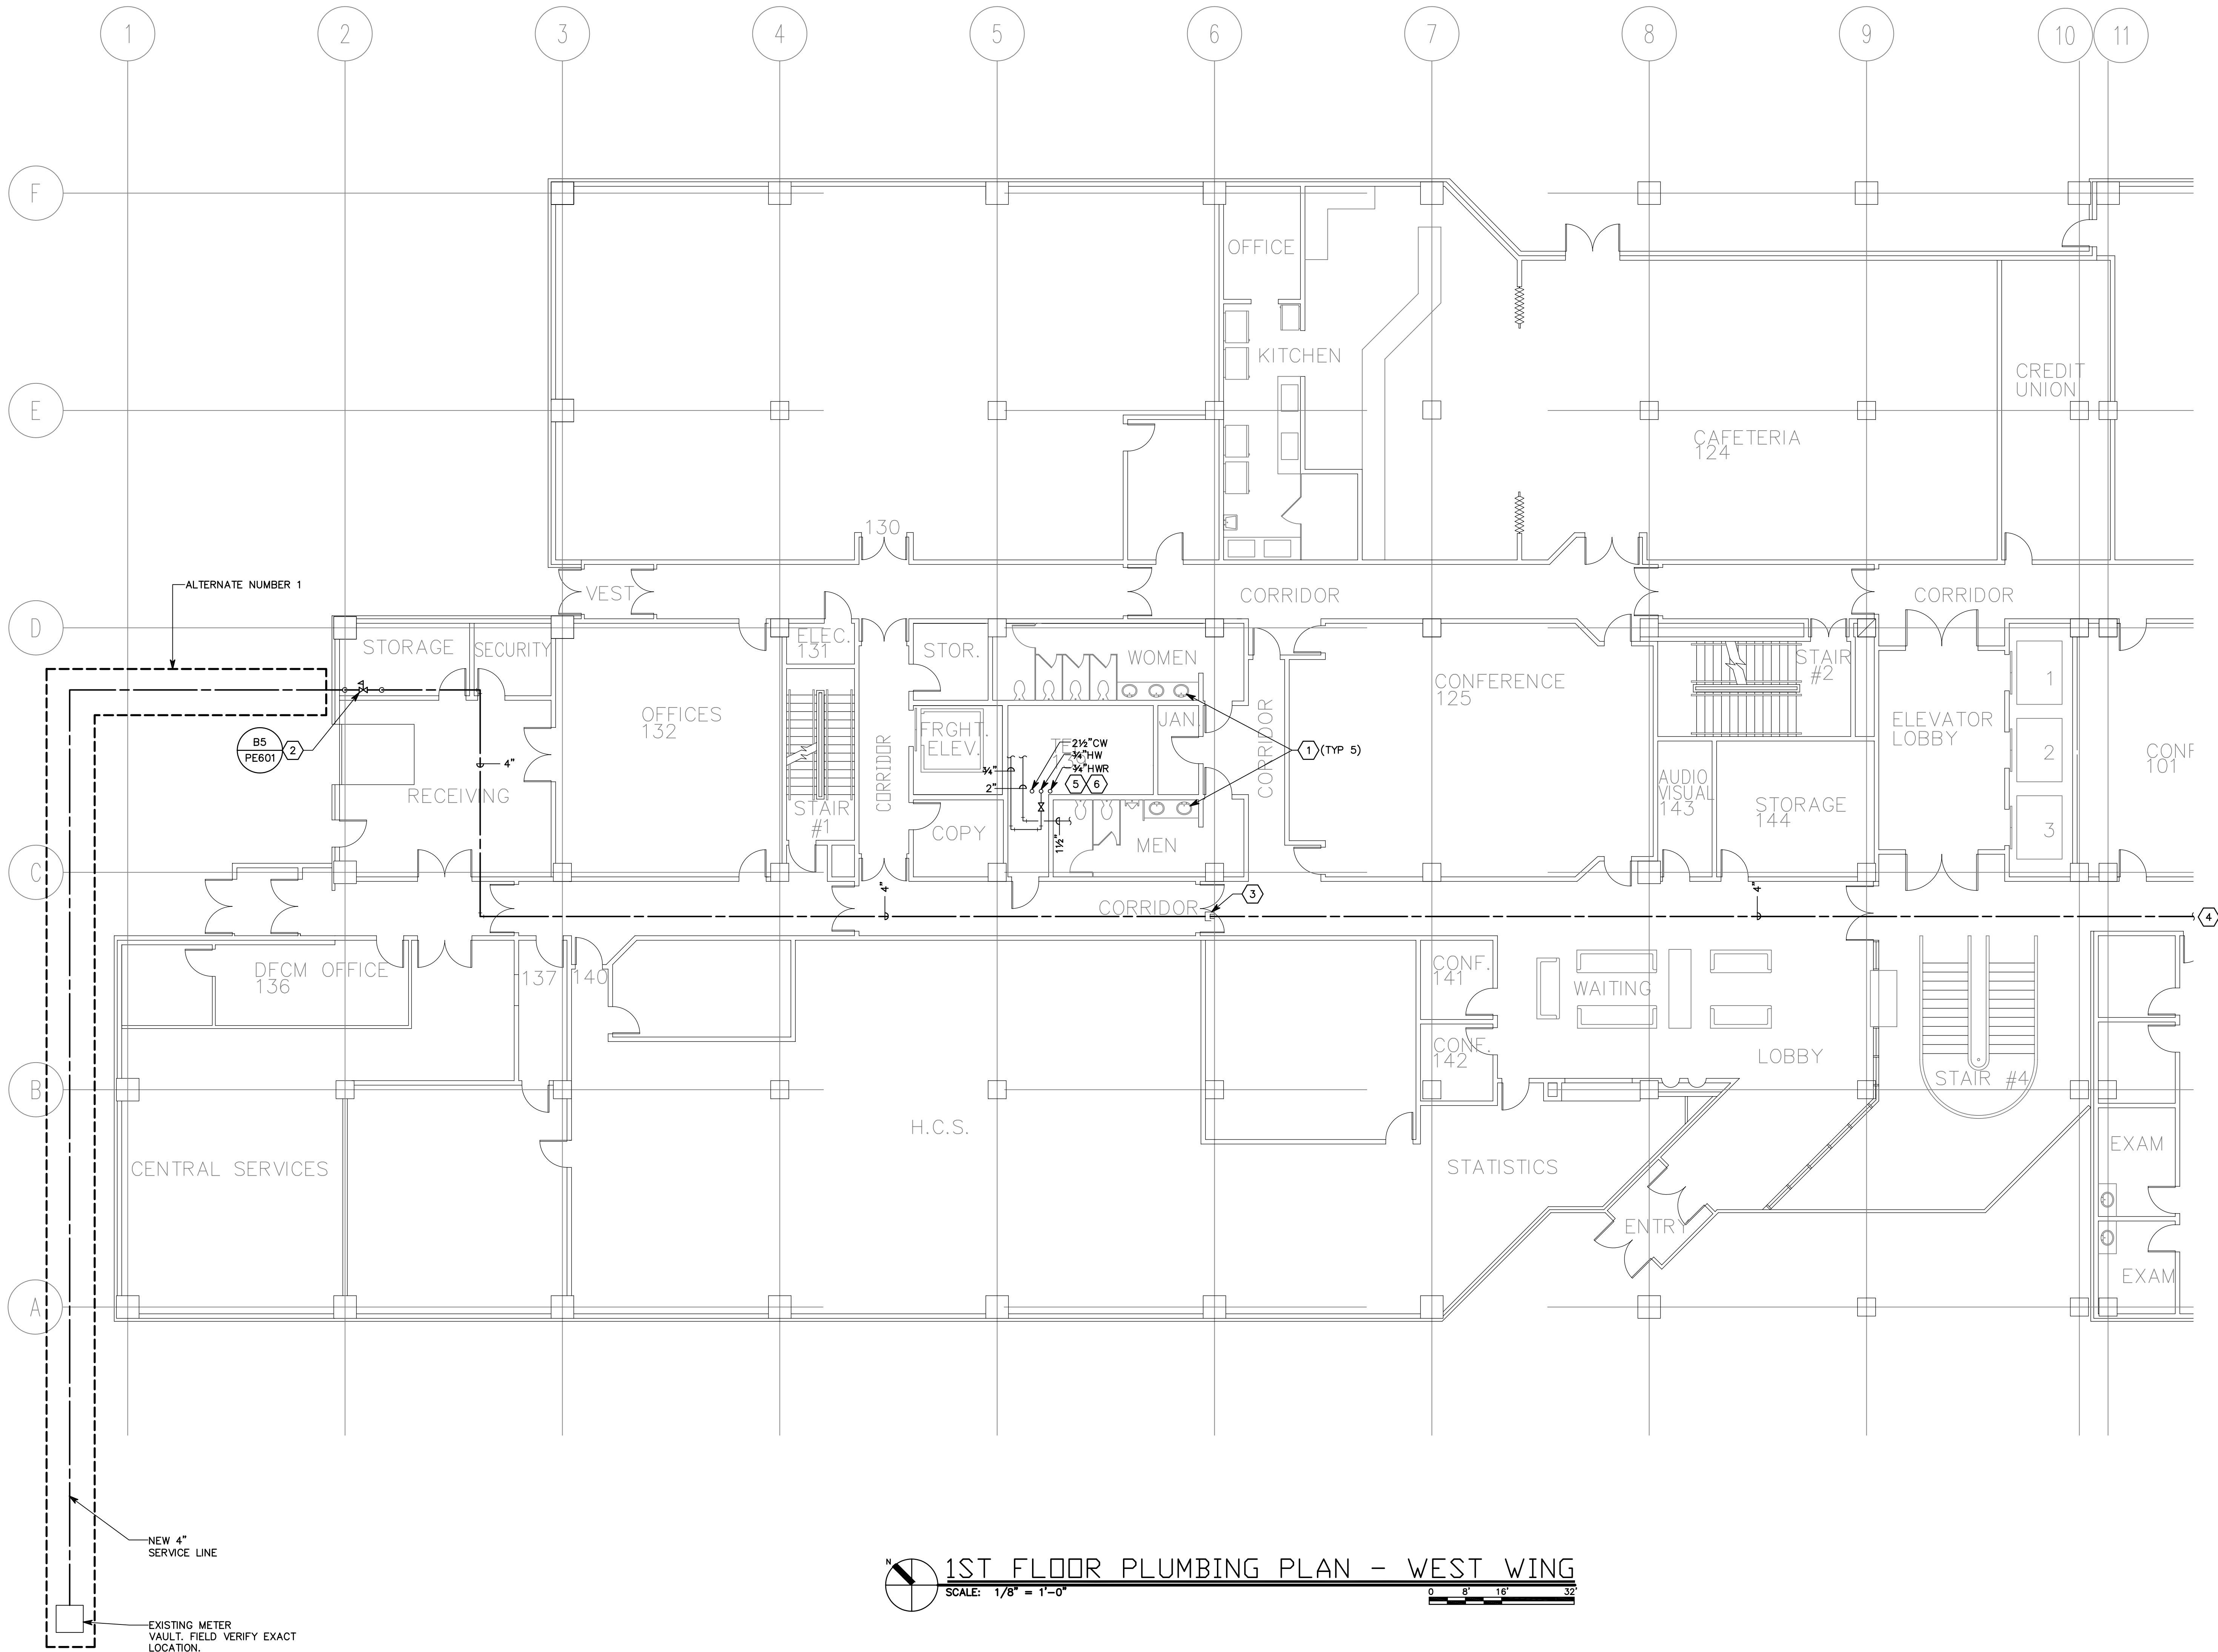 1
2
3
4
5
6
7
8
9
10
11
F
OFFICE
KITCHEN
CREDIT
UNION
E
CAFETERIA
124
130
ALTERNATE NUMBER 1
VEST
CORRIDOR
CORRIDOR
D
STORAGE
SECURITY
ELEC.
131
STOR.
WOMEN
STAIR
#2
CONFERENCE
125
1
OFFICES
132
FRGHT.
ELEV.
JAN.
ELEVATOR
LOBBY
B5
PE601
2
2½"CW
¾"HW
¾"HWR
5
6
1
(TYP 5)
2
CONF
101
4"
¾"
2"
1½"
CORRIDOR
CORRIDOR
RECEIVING
STAIR
#1
COPY
MEN
AUDIO
VISUAL
143
STORAGE
144
3
C
4"
3
4"
CORRIDOR
4
DFCM OFFICE
136
137
140
CONF.
141
WAITING
CONF.
142
LOBBY
B
STAIR #4
H.C.S.
EXAM
CENTRAL SERVICES
STATISTICS
ENTRY
EXAM
A
NEW 4"
SERVICE LINE
N
1ST FLOOR PLUMBING PLAN - WEST WING
SCALE: 1/8" = 1'-0"
0 8' 16' 32'
EXISTING METER
VAULT. FIELD VERIFY EXACT
LOCATION.